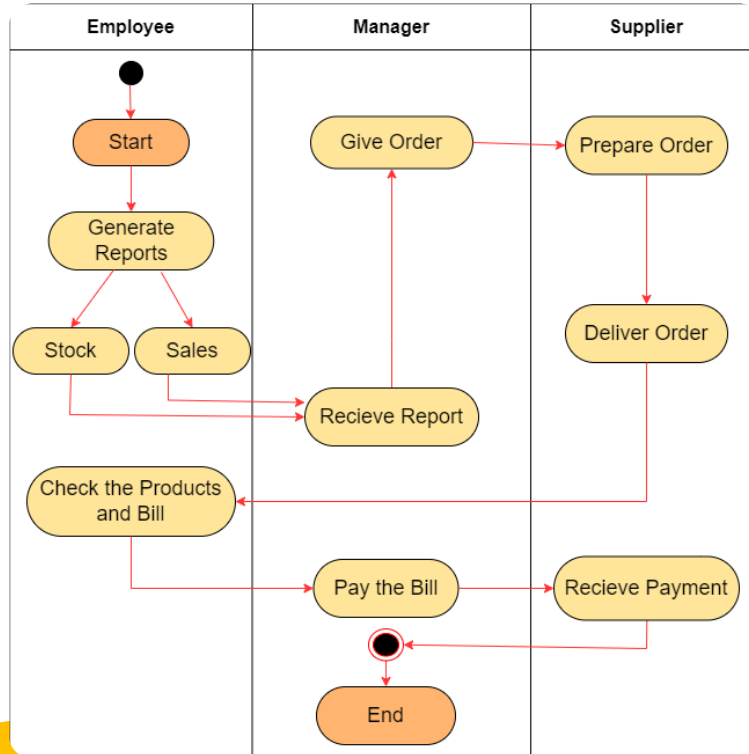 Employee
Manager
Supplier
Start
Give Order
Prepare Order
Generate
Reports
Stock
Sales
Deliver Order
Recieve Report
Check the Products
and Bill
Pay the Bill
Recieve Payment
End